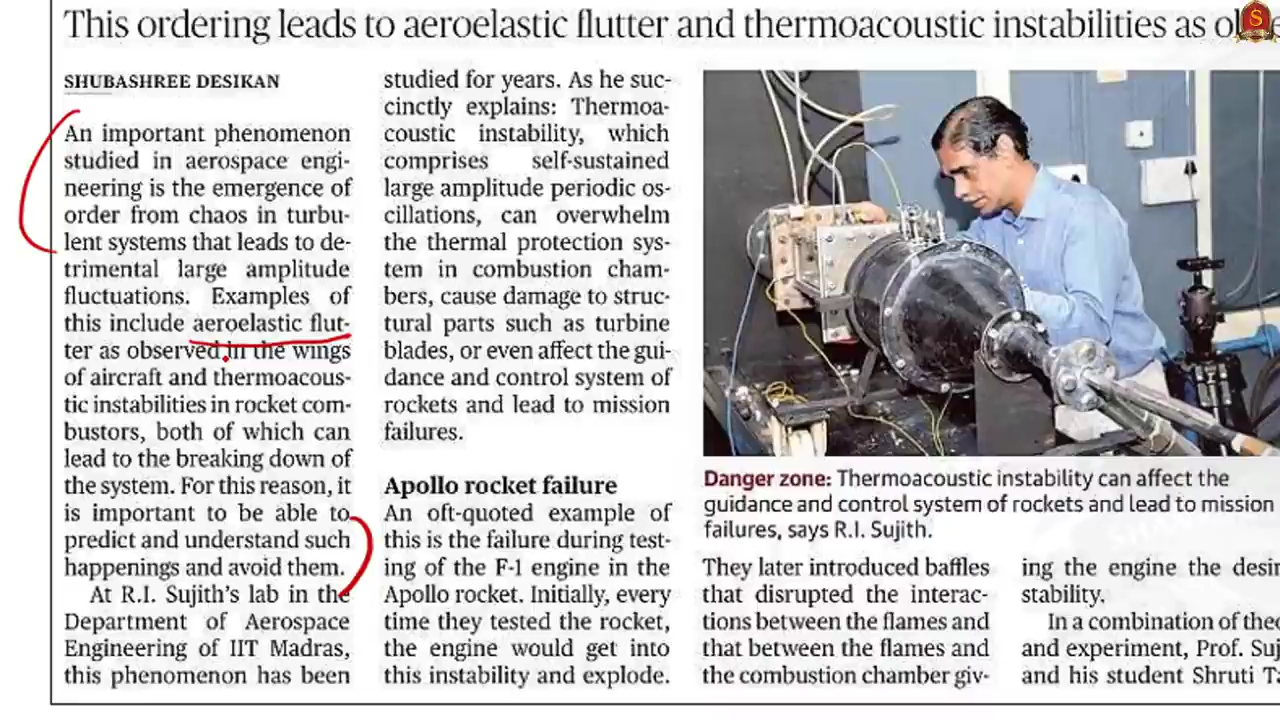 This ordering leads to aeroelastic flutter and thermoacoustic instabilities as
SHUBASHREE DESIKAN
An important phenomenon
studied in aerospace engi-
neering is the emergence of
order from chaos in turbu-
lent systems that leads to de-
trimental large amplitude
fluctuations. Examples of
this include aeroelastic flut-
ter as observed in the wings
of aircraft and thermoacous-
tic instabilities in rocket com-
bustors, both of which can
lead to the breaking down of
the system. For this reason, it
is important to be able to
predict and understand such
happenings and avoid them.
At R.I. Sujith's lab in the
Department of Aerospace
Engineering of IIT Madras,
this phenomenon has been
studied for years. As he suc-
cinctly explains: Thermoa-
coustic instability, which
comprises self-sustained
large amplitude periodic os-
cillations, can overwhelm
the thermal protection sys-
tem in combustion cham-
bers, cause damage to struc-
tural parts such as turbine
blades, or even affect the gui-
dance and control system of
rockets and lead to mission
failures.
Apollo rocket failure
An oft-quoted example of
this is the failure during test-
ing of the F-1 engine in the
Apollo rocket. Initially, every
time they tested the rocket,
the engine would get into
this instability and explode.
Danger zone: Thermoacoustic instability can affect the
guidance and control system of rockets and lead to mission
failures, says R.I. Sujith.
They later introduced baffles
that disrupted the interac-
tions between the flames and
that between the flames and
the combustion chamber giv-
ing the engine the desir
stability.
In a combination of theo
and experiment, Prof. Suj
and his student Shruti Ta
S